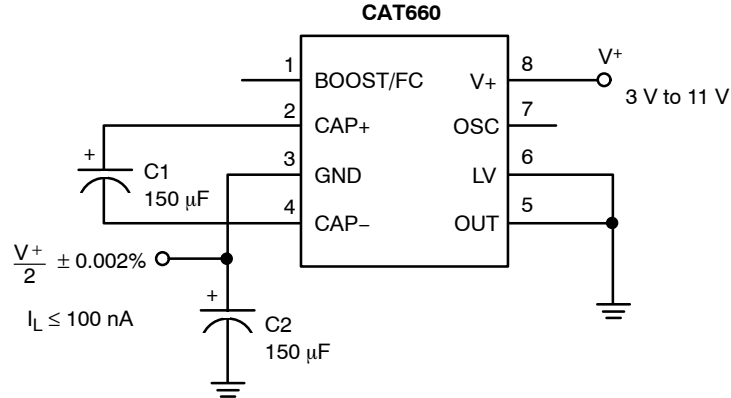 CAT660
1
BOOST/FC
2
CAP+
3
GND
4
CAP−
8
V+
7
OSC
6
LV
5
OUT
V+
3 V to 11 V
+
C1
150 μF
V+
2
± 0.002%
IL ≤ 100 nA
+
C2
150 μF